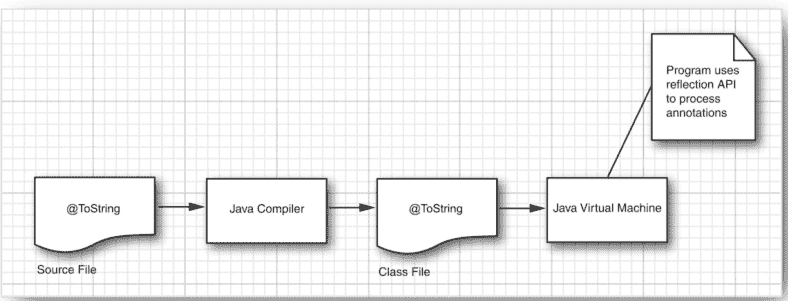 Program uses
reflection API
to process
annotations
@ToString
Java Compiler
@ToString
Java Virtual Machine
Source File
Class File